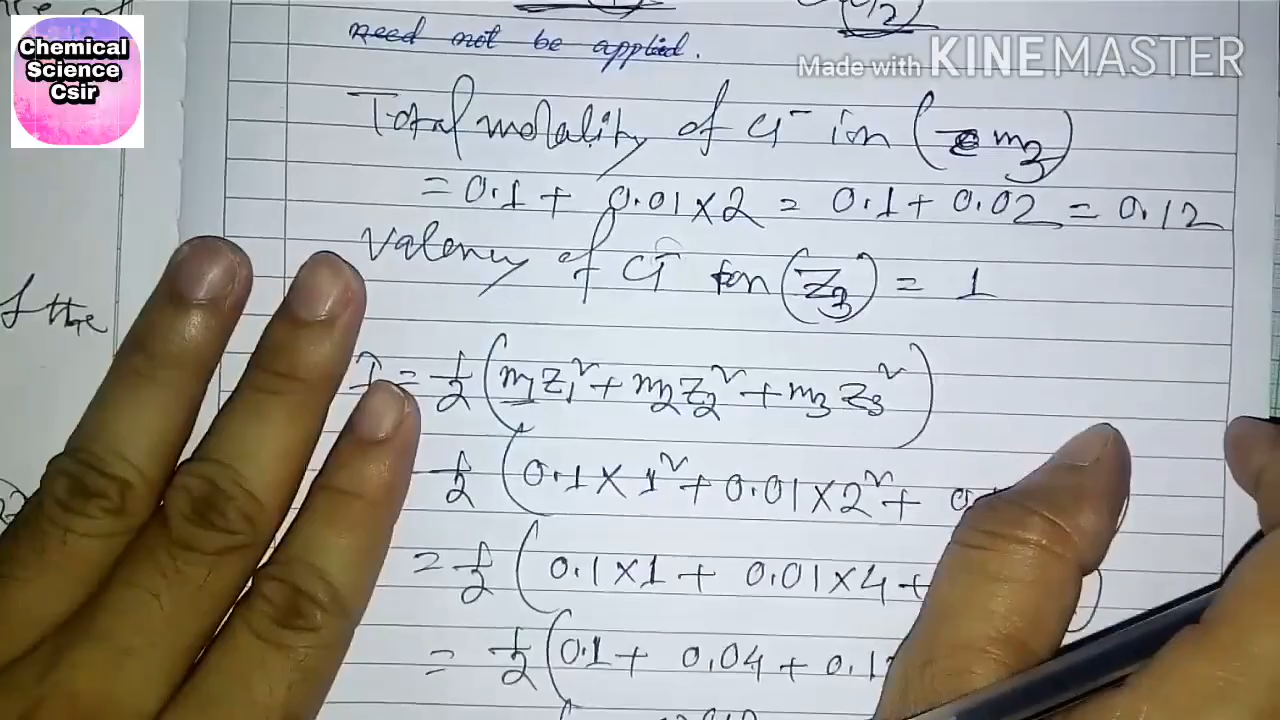 Chemical
Science
Csir
Made with KINEMASTER
need not be applied.
Total molality of Cl⁻ ion (m₃)
= 0.1 + 0.01×2 = 0.1 + 0.02 = 0.12
Valency of Cl⁻ ion (Z₃) = 1
f the
I = 1/2 (m₁Z₁² + m₂Z₂² + m₃Z₃²)
1/2 (0.1×1² + 0.01×2² + 0.
= 1/2 (0.1×1 + 0.01×4 + )
= 1/2 (0.1 + 0.04 + 0.1